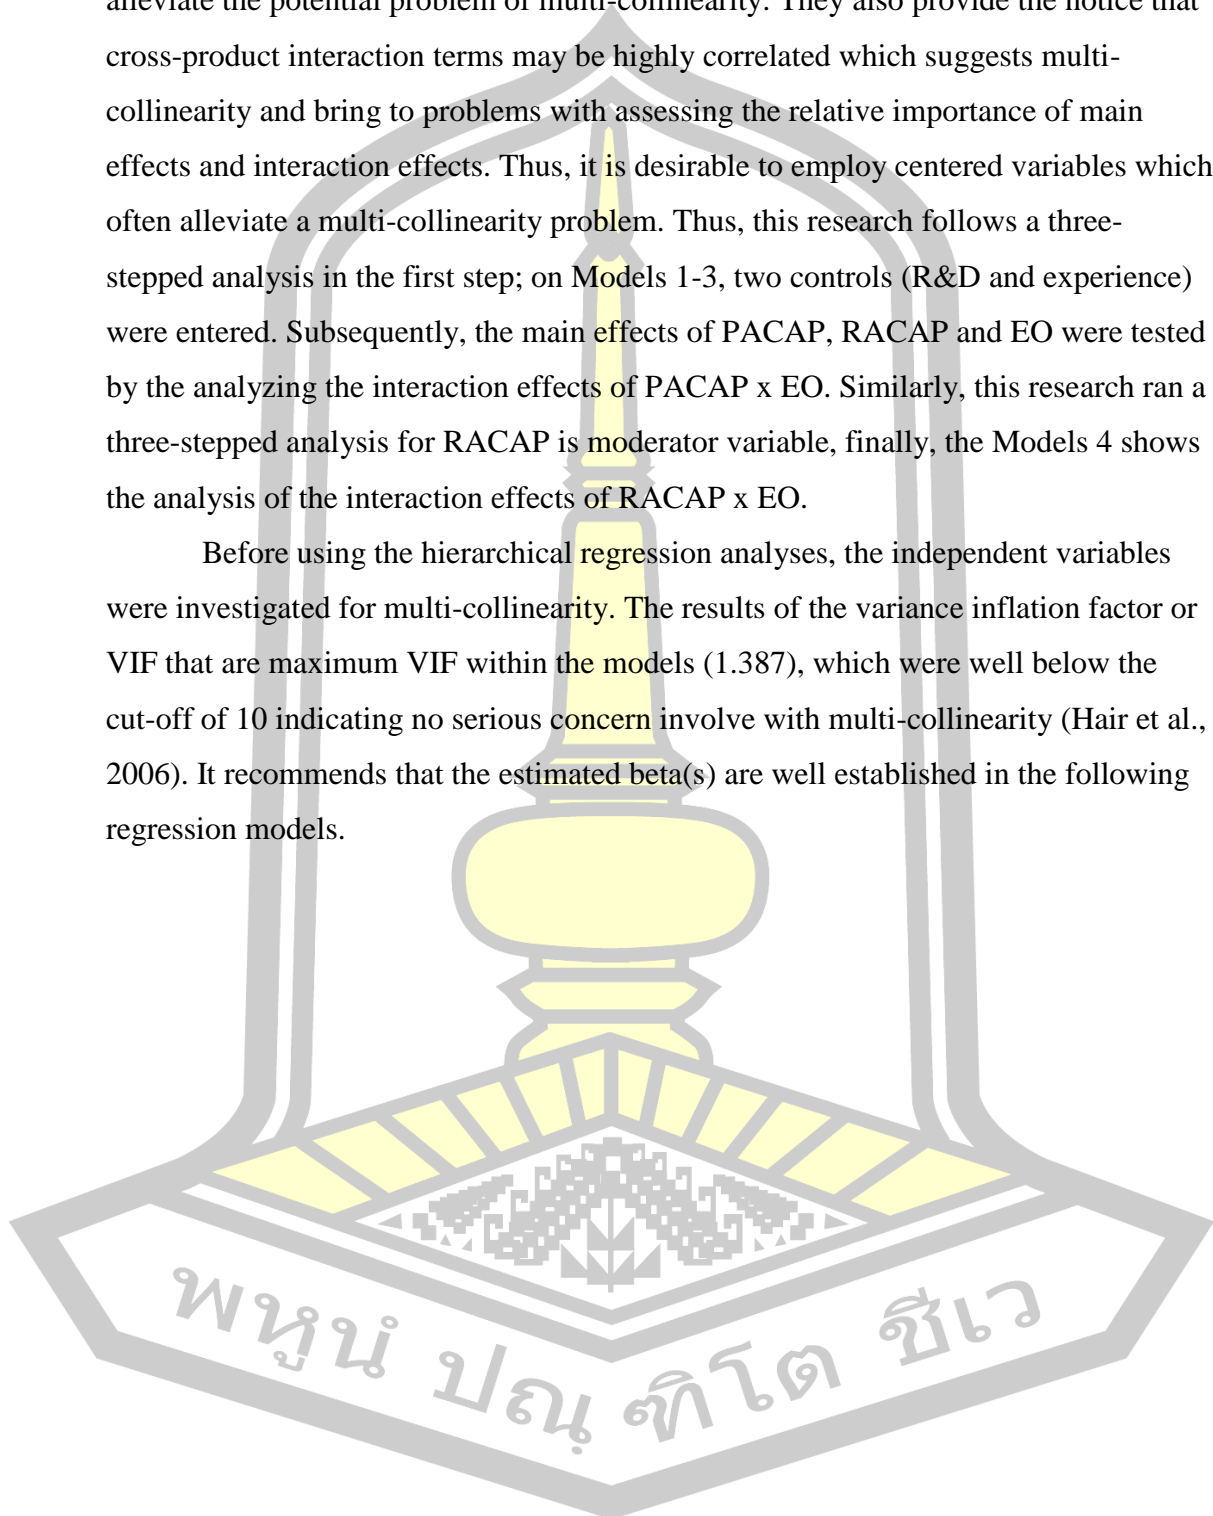 alleviate the potential problem of multi-collinearity. They also provide the notice that
cross-product interaction terms may be highly correlated which suggests multi-
collinearity and bring to problems with assessing the relative importance of main
effects and interaction effects. Thus, it is desirable to employ centered variables which
often alleviate a multi-collinearity problem. Thus, this research follows a three-
stepped analysis in the first step; on Models 1-3, two controls (R&D and experience)
were entered. Subsequently, the main effects of PACAP, RACAP and EO were tested
by the analyzing the interaction effects of PACAP x EO. Similarly, this research ran a
three-stepped analysis for RACAP is moderator variable, finally, the Models 4 shows
the analysis of the interaction effects of RACAP x EO.
Before using the hierarchical regression analyses, the independent variables
were investigated for multi-collinearity. The results of the variance inflation factor or
VIF that are maximum VIF within the models (1.387), which were well below the
cut-off of 10 indicating no serious concern involve with multi-collinearity (Hair et al.,
2006). It recommends that the estimated beta(s) are well established in the following
regression models.
พหูนํ ปณฺฑิโต ชีเว